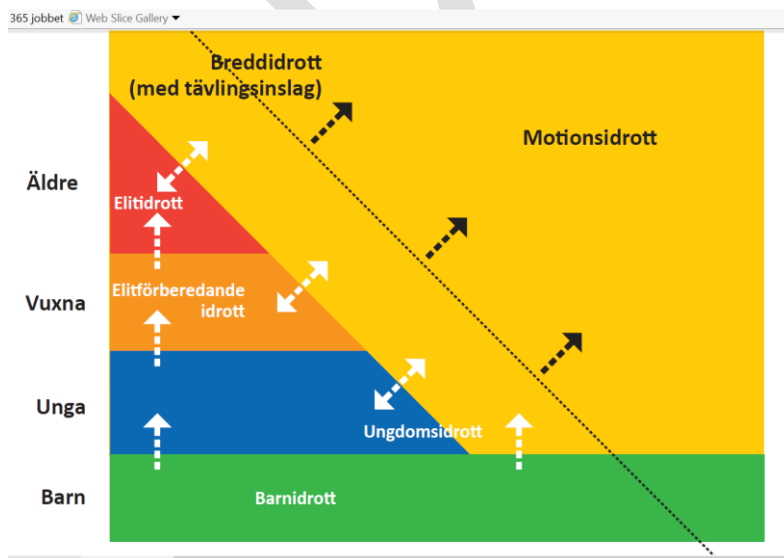 365 jobbet Web Slice Gallery
Breddidrott
(med tävlingsinslag)
Motionsidrott
Äldre
Elitidrott
Elitförberedande
idrott
Vuxna
Unga
Ungdomsidrott
Barn
Barnidrott